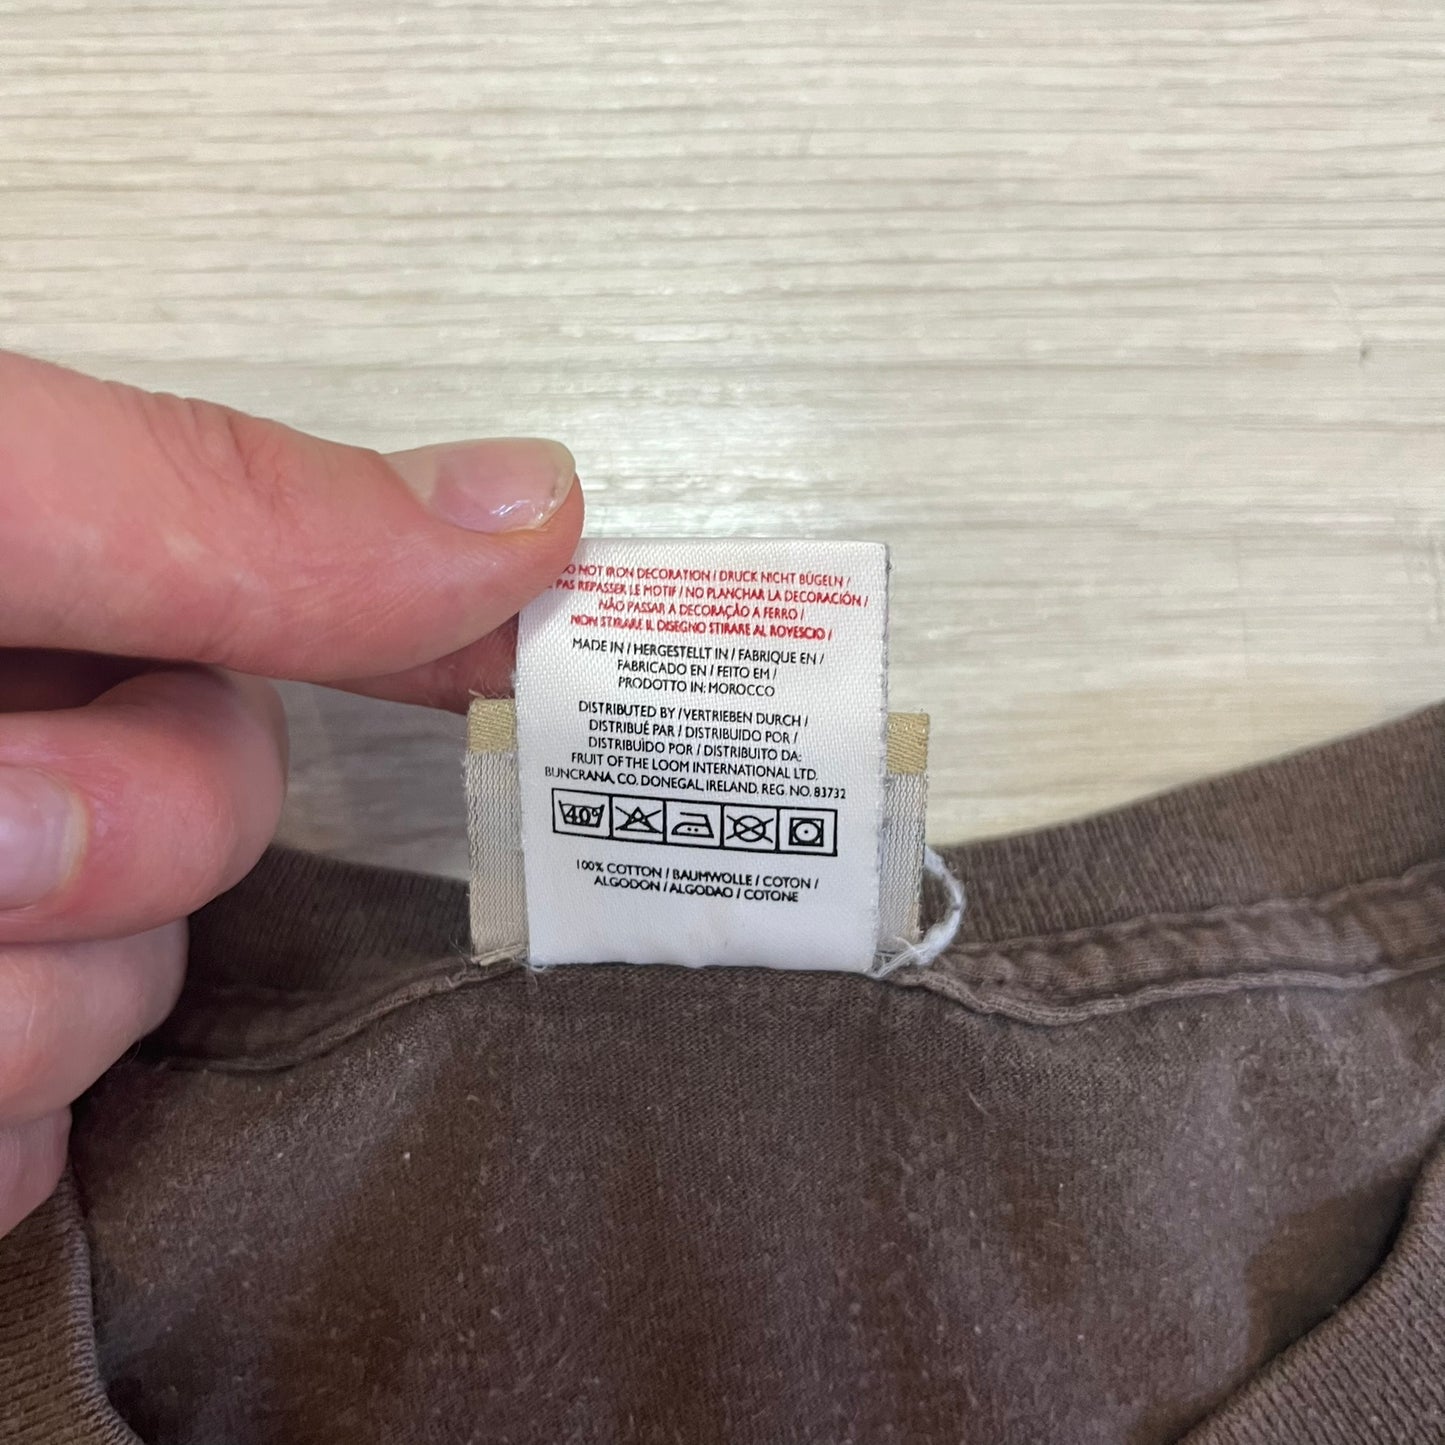 DO NOT IRON DECORATION / DRUCK NICHT BÜGELN /
PAS REPASSER LE MOTIF / NO PLANCHAR LA DECORACIÓN /
NÃO PASSAR A DECORAÇÃO A FERRO /
NON STIRARE IL DISEGNO STIRARE AL ROVESCIO /
MADE IN / HERGESTELLT IN / FABRIQUE EN /
FABRICADO EN / FEITO EM /
PRODOTTO IN: MOROCCO
DISTRIBUTED BY / VERTRIEBEN DURCH /
DISTRIBUÉ PAR / DISTRIBUIDO POR /
DISTRIBUÍDO POR / DISTRIBUITO DA:
FRUIT OF THE LOOM INTERNATIONAL LTD.
BUNCRANA, CO. DONEGAL, IRELAND. REG. NO. 83732
40°
100% COTTON / BAUMWOLLE / COTON /
ALGODON / ALGODAO / COTONE